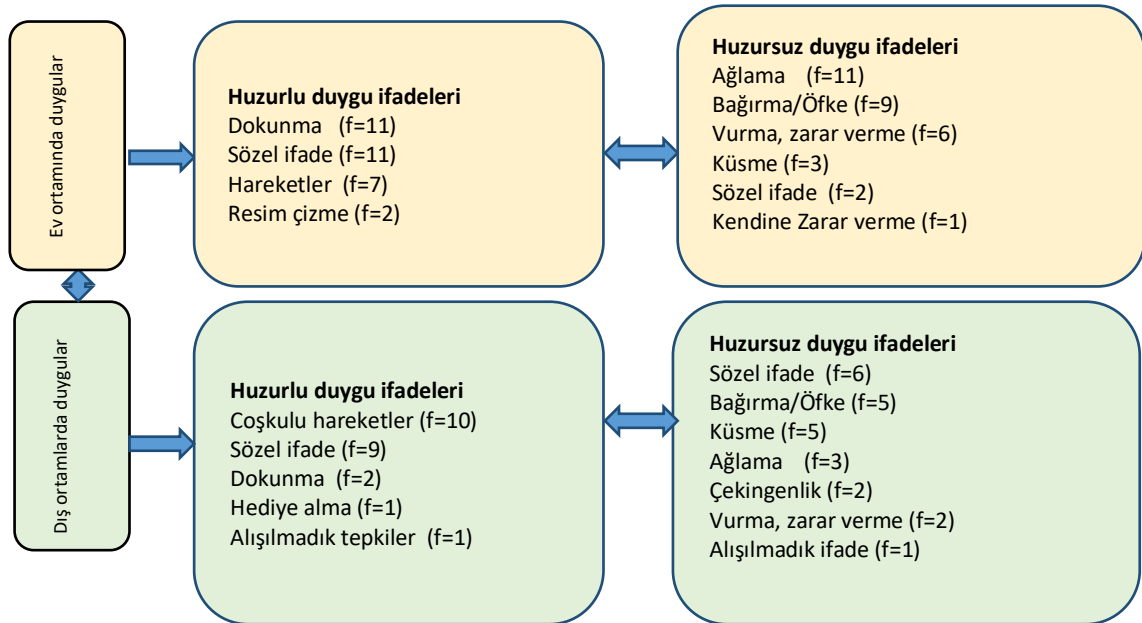 Ev ortamında duygular
Huzurlu duygu ifadeleri
Dokunma (f=11)
Sözel ifade (f=11)
Hareketler (f=7)
Resim çizme (f=2)
Huzursuz duygu ifadeleri
Ağlama (f=11)
Bağırma/Öfke (f=9)
Vurma, zarar verme (f=6)
Küsme (f=3)
Sözel ifade (f=2)
Kendine Zarar verme (f=1)
Dış ortamlarda duygular
Huzurlu duygu ifadeleri
Coşkulu hareketler (f=10)
Sözel ifade (f=9)
Dokunma (f=2)
Hediye alma (f=1)
Alışılmadık tepkiler (f=1)
Huzursuz duygu ifadeleri
Sözel ifade (f=6)
Bağırma/Öfke (f=5)
Küsme (f=5)
Ağlama (f=3)
Çekingenlik (f=2)
Vurma, zarar verme (f=2)
Alışılmadık ifade (f=1)